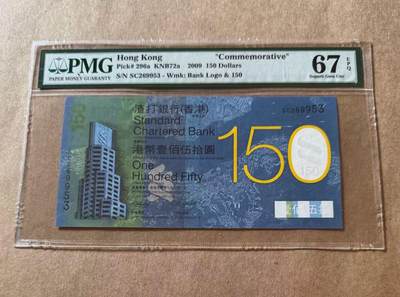 PMG
PAPER MONEY GUARANTY
Hong Kong "Commemorative"
Pick# 296a KNB72a 2009 150 Dollars
S/N SC269953 - Wmk: Bank Logo & 150
67 EPQ
Superb Gem Unc
150
渣打銀行(香港)
SC269953
Standard
Chartered Bank
港幣壹佰伍拾圓
One
Hundred Fifty
150
150